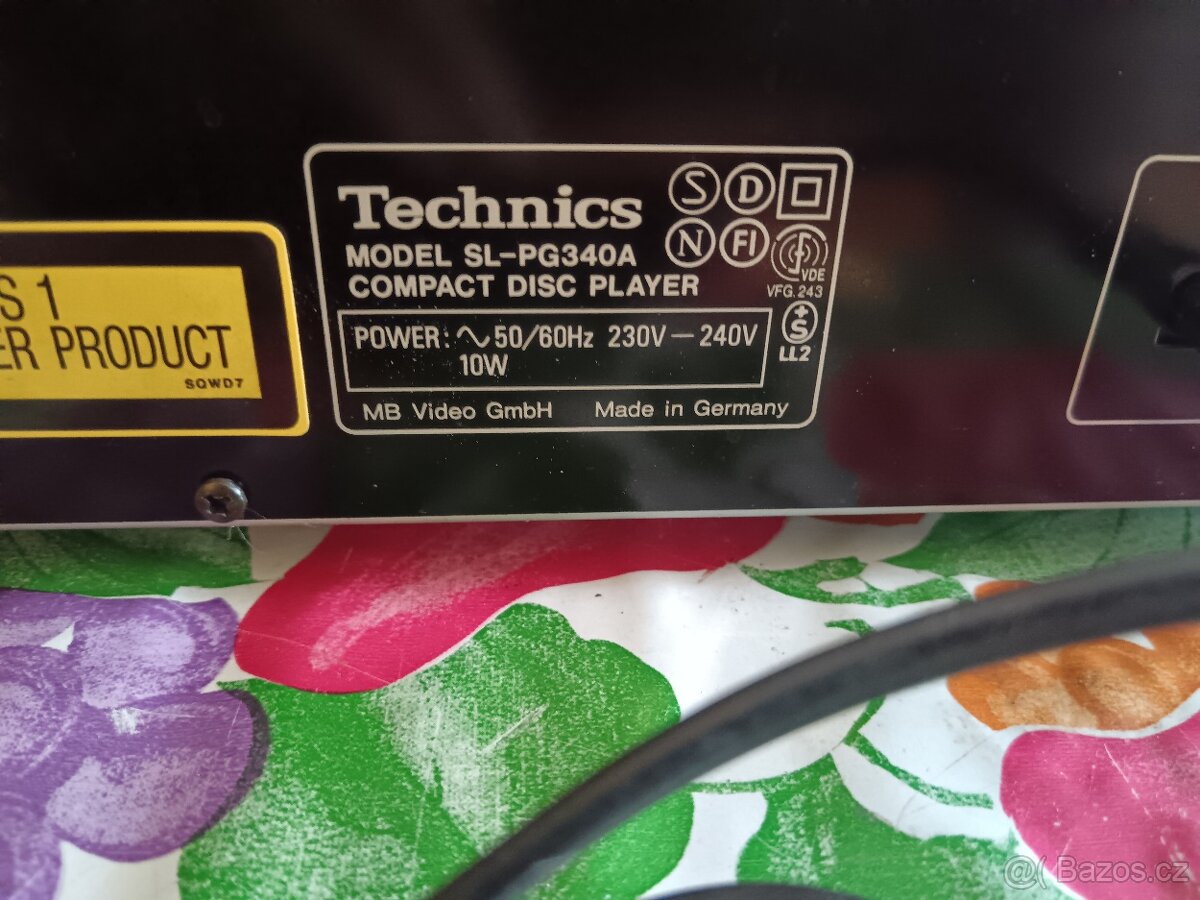 S 1
ER PRODUCT
SQWD7
Technics
S D
N FI
MODEL SL-PG340A
COMPACT DISC PLAYER
VDE
VFG.243
POWER: ∿ 50/60Hz 230V — 240V
10W
+
S
LL2
MB Video GmbH Made in Germany
@( Bazos.cz